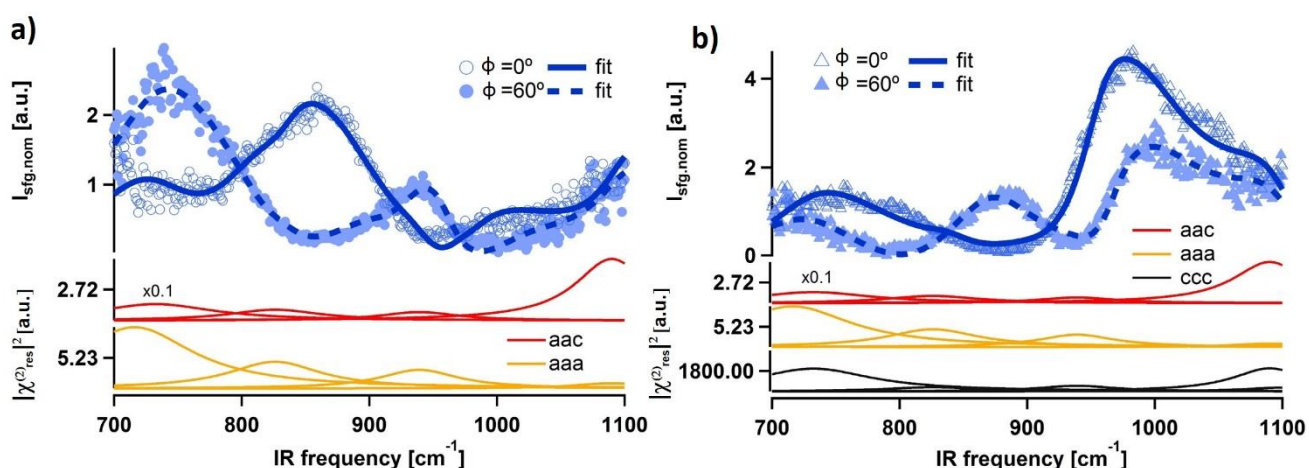 a)
ϕ =0º fit
ϕ =60º fit
I sfg.nom [a.u.]
2
1
x0.1
2.72
aac
5.23
aaa
|χ(2)res|2 [a.u.]
700 800 900 1000 1100
IR frequency [cm-1]
b)
ϕ =0º fit
ϕ =60º fit
I sfg.nom [a.u.]
4
2
0
aac
aaa
ccc
x0.1
2.72
5.23
1800.00
|χ(2)res|2 [a.u.]
700 800 900 1000 1100
IR frequency [cm-1]